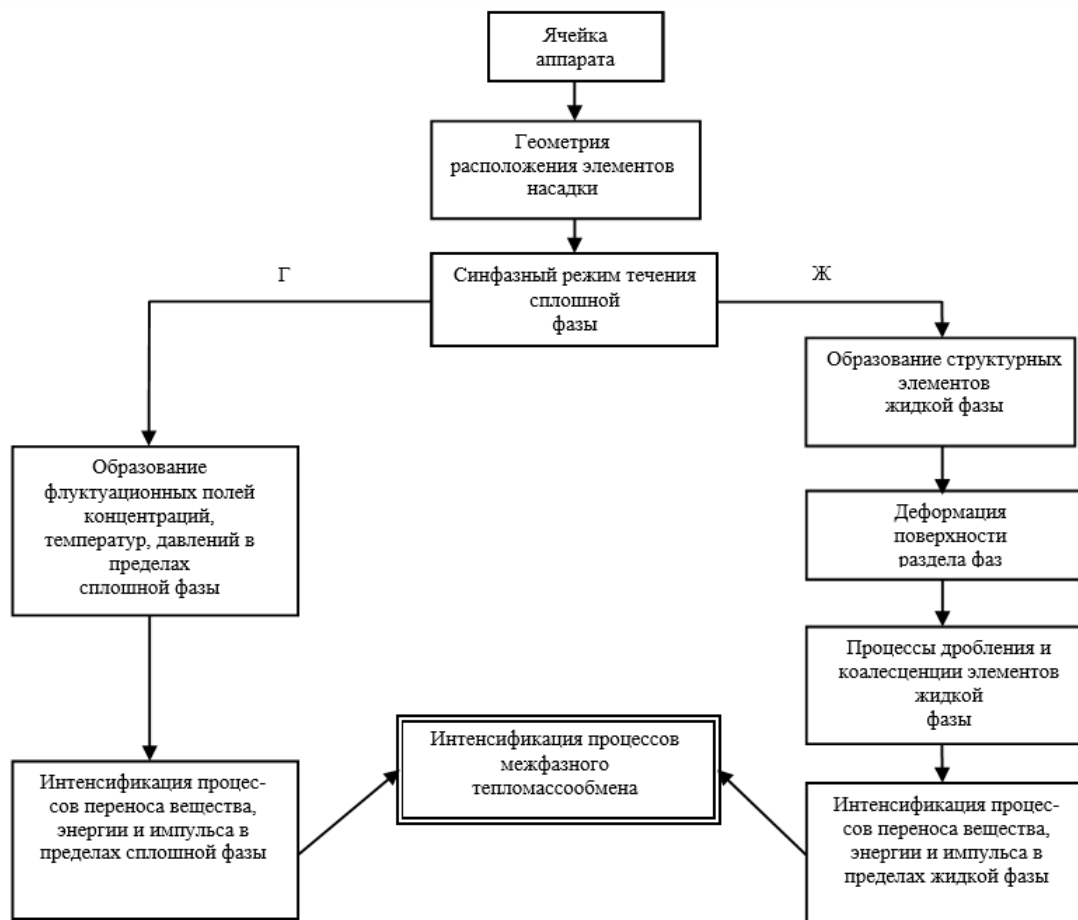 Ячейка
аппарата
Геометрия
расположения элементов
насадки
Синфазный режим течения
сплошной
фазы
Г
Ж
Образование структурных
элементов
жидкой фазы
Образование
флуктуационных полей
концентраций,
температур, давлений в
пределах
сплошной фазы
Деформация
поверхности
раздела фаз
Процессы дробления и
коалесценции элементов
жидкой
фазы
Интенсификация процессов
межфазного
тепломассообмена
Интенсификация процес-
сов переноса вещества,
энергии и импульса в
пределах сплошной фазы
Интенсификация процес-
сов переноса вещества,
энергии и импульса в
пределах жидкой фазы